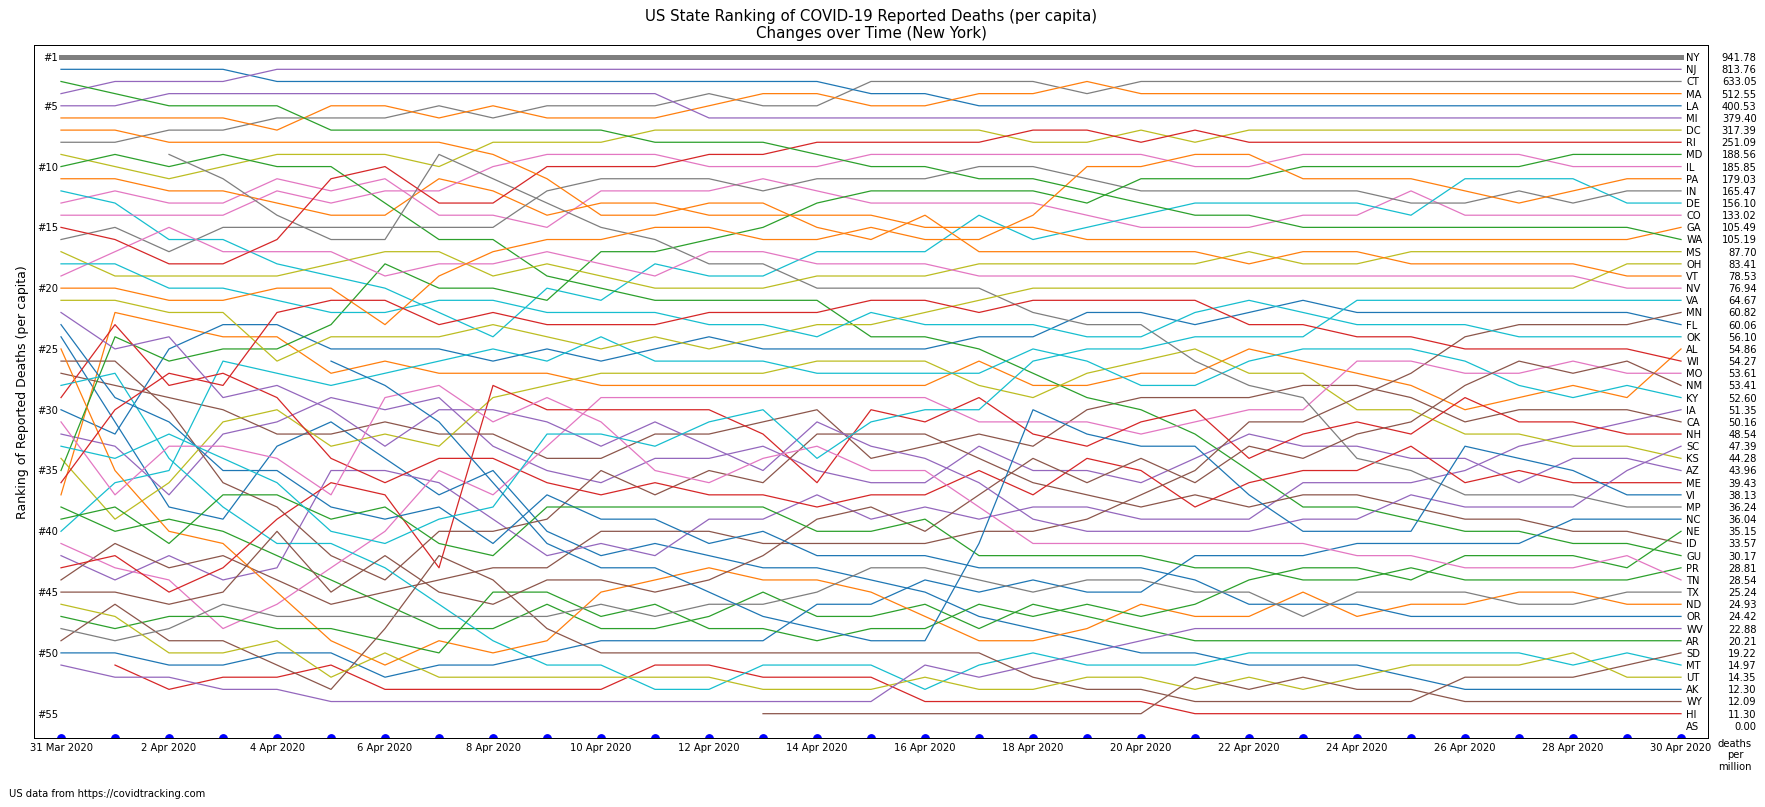 US State Ranking of COVID-19 Reported Deaths (per capita)
Changes over Time (New York)
Ranking of Reported Deaths (per capita)
#1
#5
#10
#15
#20
#25
#30
#35
#40
#45
#50
#55
NY 941.78
NJ 813.76
CT 633.05
MA 512.55
LA 400.53
MI 379.40
DC 317.39
RI 251.09
MD 188.56
IL 185.85
PA 179.03
IN 165.47
DE 156.10
CO 133.02
GA 105.49
WA 105.19
MS 87.70
OH 83.41
VT 78.53
NV 76.94
VA 64.67
MN 60.82
FL 60.06
OK 56.10
AL 54.86
WI 54.27
MO 53.61
NM 53.41
KY 52.60
IA 51.35
CA 50.16
NH 48.54
SC 47.39
KS 44.28
AZ 43.96
ME 39.43
VI 38.13
MP 36.24
NC 36.04
NE 35.15
ID 33.57
GU 30.17
PR 28.81
TN 28.54
TX 25.24
ND 24.93
OR 24.42
WV 22.88
AR 20.21
SD 19.22
MT 14.97
UT 14.35
AK 12.30
WY 12.09
HI 11.30
AS 0.00
31 Mar 2020 2 Apr 2020 4 Apr 2020 6 Apr 2020 8 Apr 2020 10 Apr 2020 12 Apr 2020 14 Apr 2020 16 Apr 2020 18 Apr 2020 20 Apr 2020 22 Apr 2020 24 Apr 2020 26 Apr 2020 28 Apr 2020 30 Apr 2020
deaths
per
million
US data from https://covidtracking.com